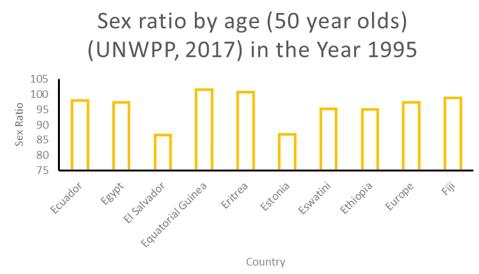 Sex ratio by age (50 year olds)
(UNWPP, 2017) in the Year 1995
Sex Ratio
105
100
95
90
85
80
75
Ecuador
Egypt
El Salvador
Equatorial Guinea
Eritrea
Estonia
Eswatini
Ethiopia
Europe
Fiji
Country